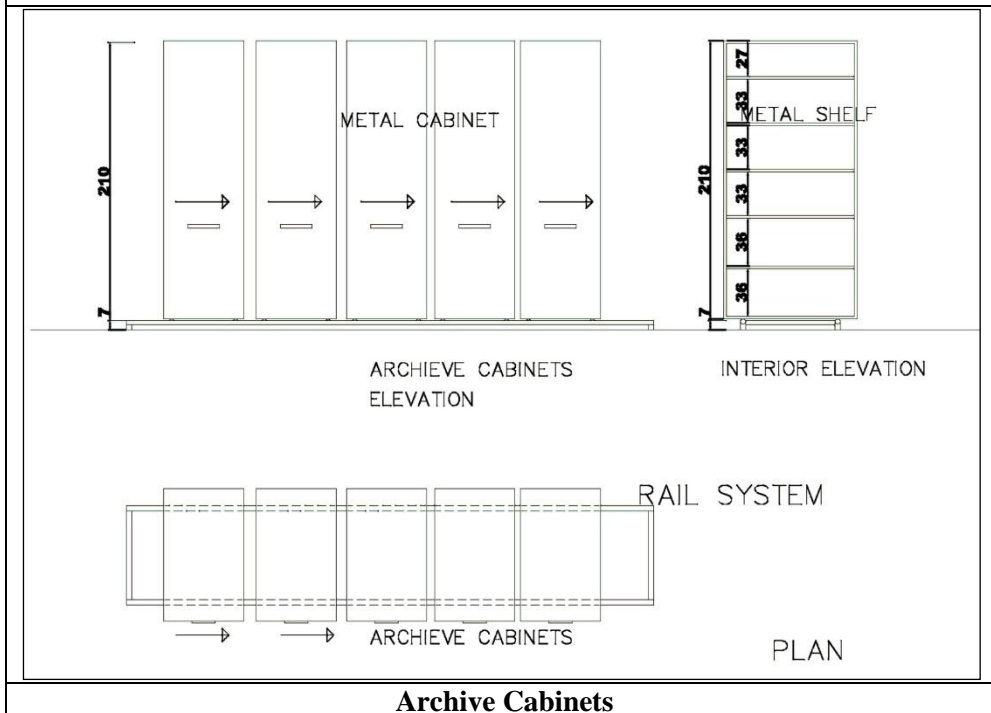 210
7
METAL CABINET
ARCHIEVE CABINETS
ELEVATION
210
7
27
33
33
33
36
36
METAL SHELF
INTERIOR ELEVATION
RAIL SYSTEM
ARCHIEVE CABINETS
PLAN
Archive Cabinets